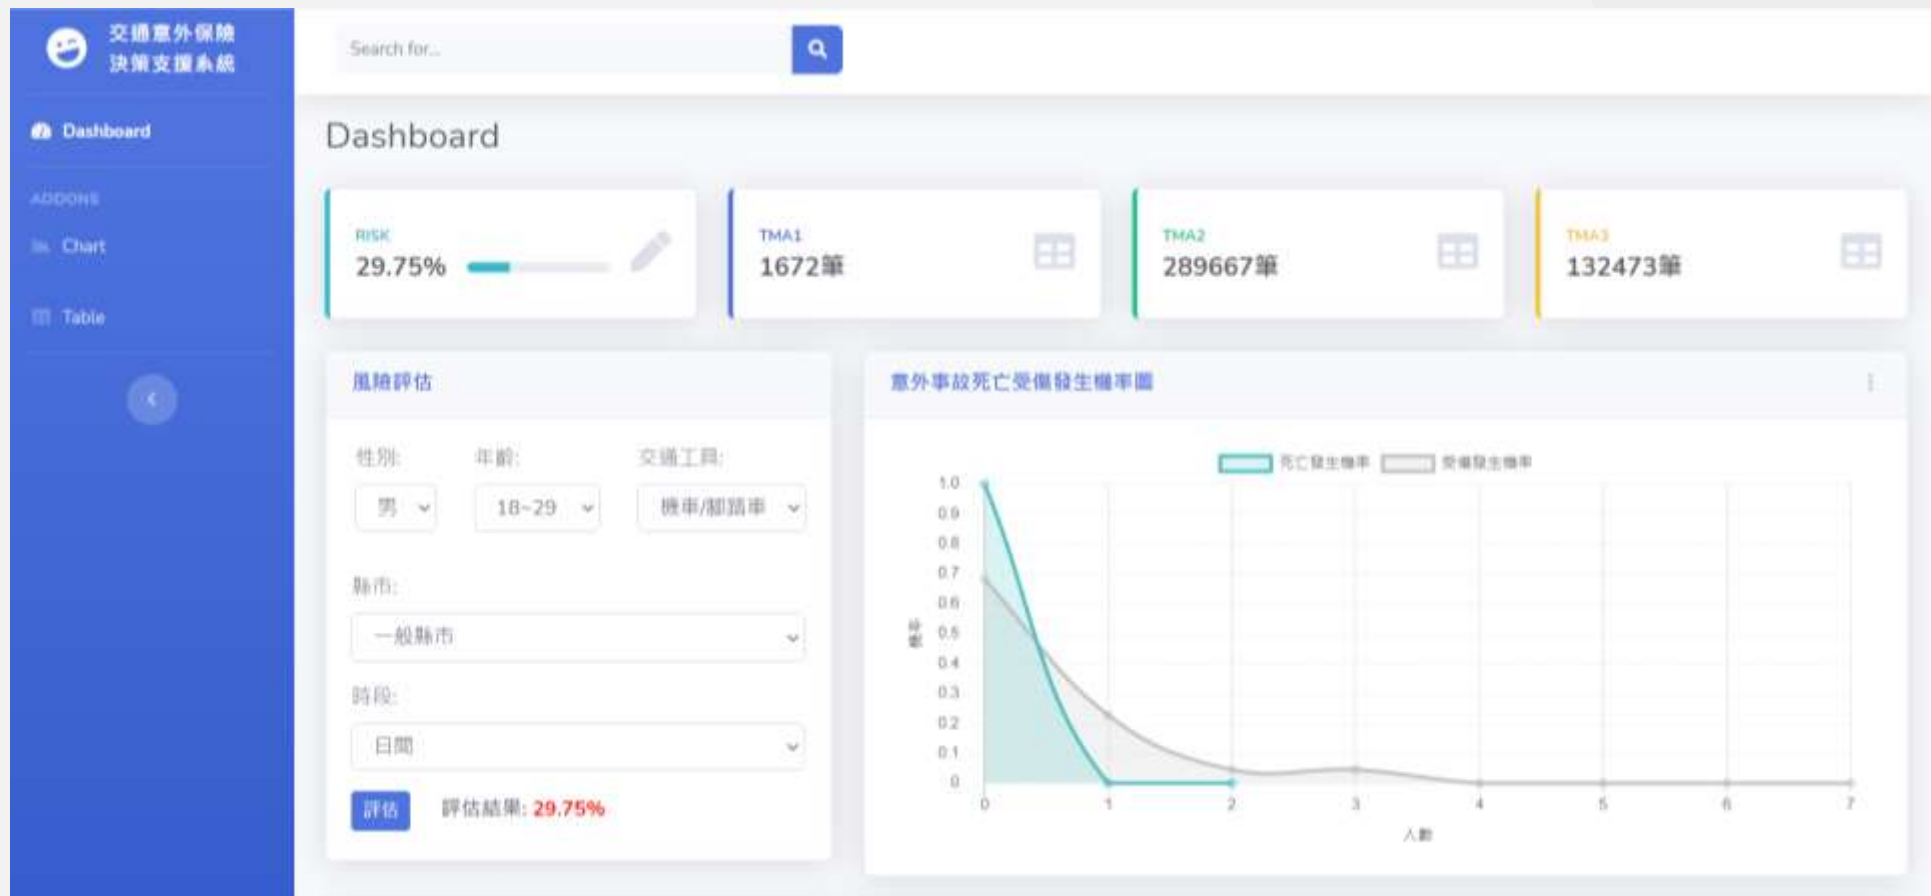 交通意外保險
決策支援系統
Search for...
Dashboard
ADDONS
Chart
Table
Dashboard
RISK
29.75%
TMA1
1672筆
TMA2
289667筆
TMA3
132473筆
風險評估
性別:
年齡:
交通工具:
男
18~29
機車/腳踏車
縣市:
一般縣市
時段:
日間
評估
評估結果: 29.75%
意外事故死亡受傷發生機率圖
死亡發生機率
受傷發生機率
1.0
0.9
0.8
0.7
0.6
0.5
0.4
0.3
0.2
0.1
0
機率
0
1
2
3
4
5
6
7
人數